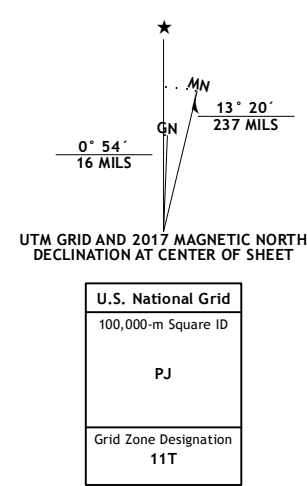 ★
MN
GN
13° 20´
237 MILS
0° 54´
16 MILS
UTM GRID AND 2017 MAGNETIC NORTH
DECLINATION AT CENTER OF SHEET
U.S. National Grid
100,000-m Square ID
PJ
Grid Zone Designation
11T